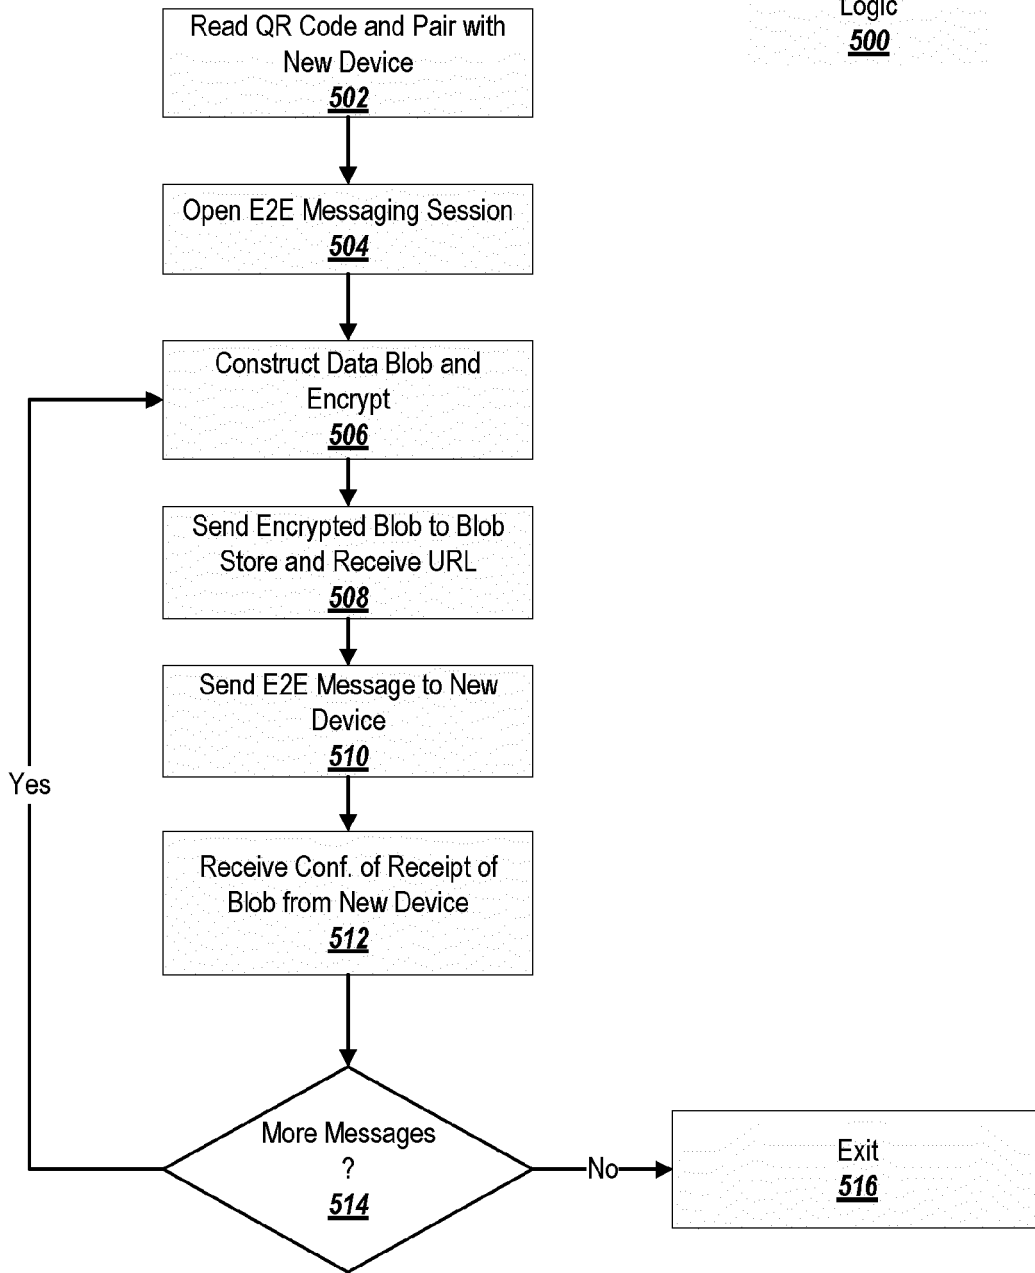 Logic
500
Read QR Code and Pair with
New Device
502
Open E2E Messaging Session
504
Construct Data Blob and
Encrypt
506
Send Encrypted Blob to Blob
Store and Receive URL
508
Send E2E Message to New
Device
510
Yes
Receive Conf. of Receipt of
Blob from New Device
512
More Messages
?
514
No
Exit
516